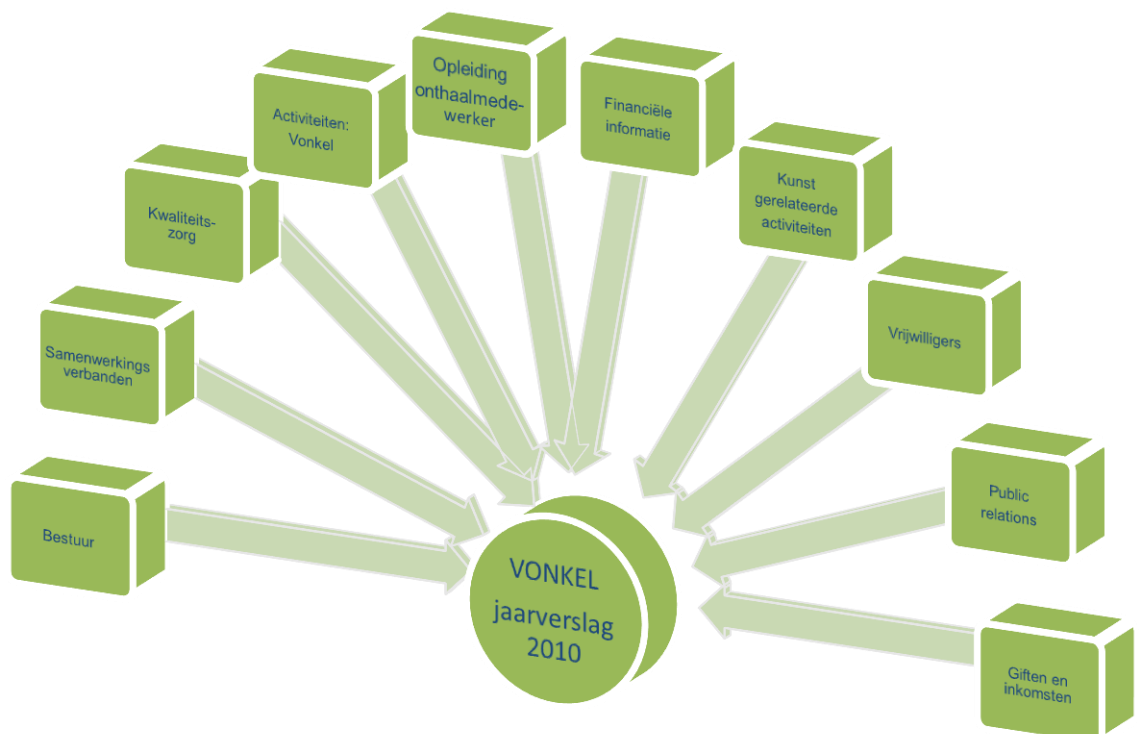 Opleiding
onthaalmede-
werker
Financiële
informatie
Activiteiten:
Vonkel
Kunst
gerelateerde
activiteiten
Kwaliteits-
zorg
Vrijwilligers
Samenwerkings
verbanden
Public
relations
Bestuur
VONKEL
jaarverslag
2010
Giften en
inkomsten